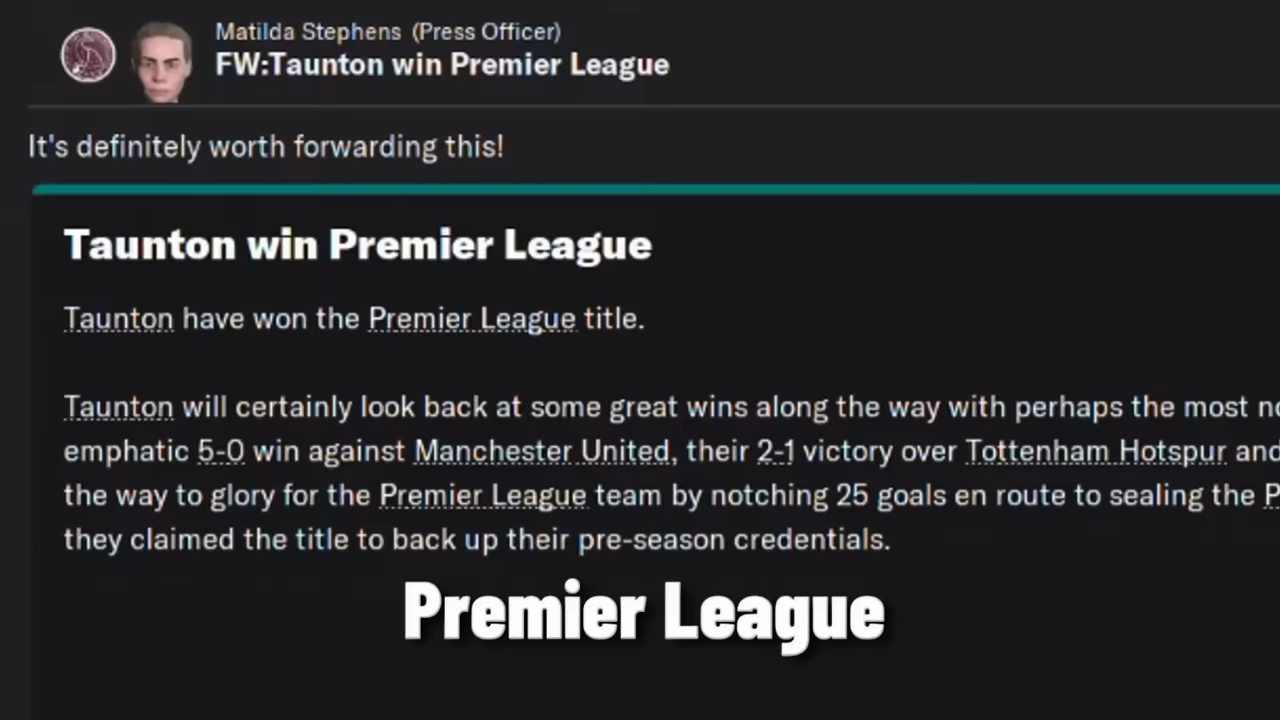 Matilda Stephens (Press Officer)
FW:Taunton win Premier League
It's definitely worth forwarding this!
Taunton win Premier League
Taunton have won the Premier League title.
Taunton will certainly look back at some great wins along the way with perhaps the most
emphatic 5-0 win against Manchester United, their 2-1 victory over Tottenham Hotspur and
the way to glory for the Premier League team by notching 25 goals en route to sealing the
they claimed the title to back up their pre-season credentials.
Premier League